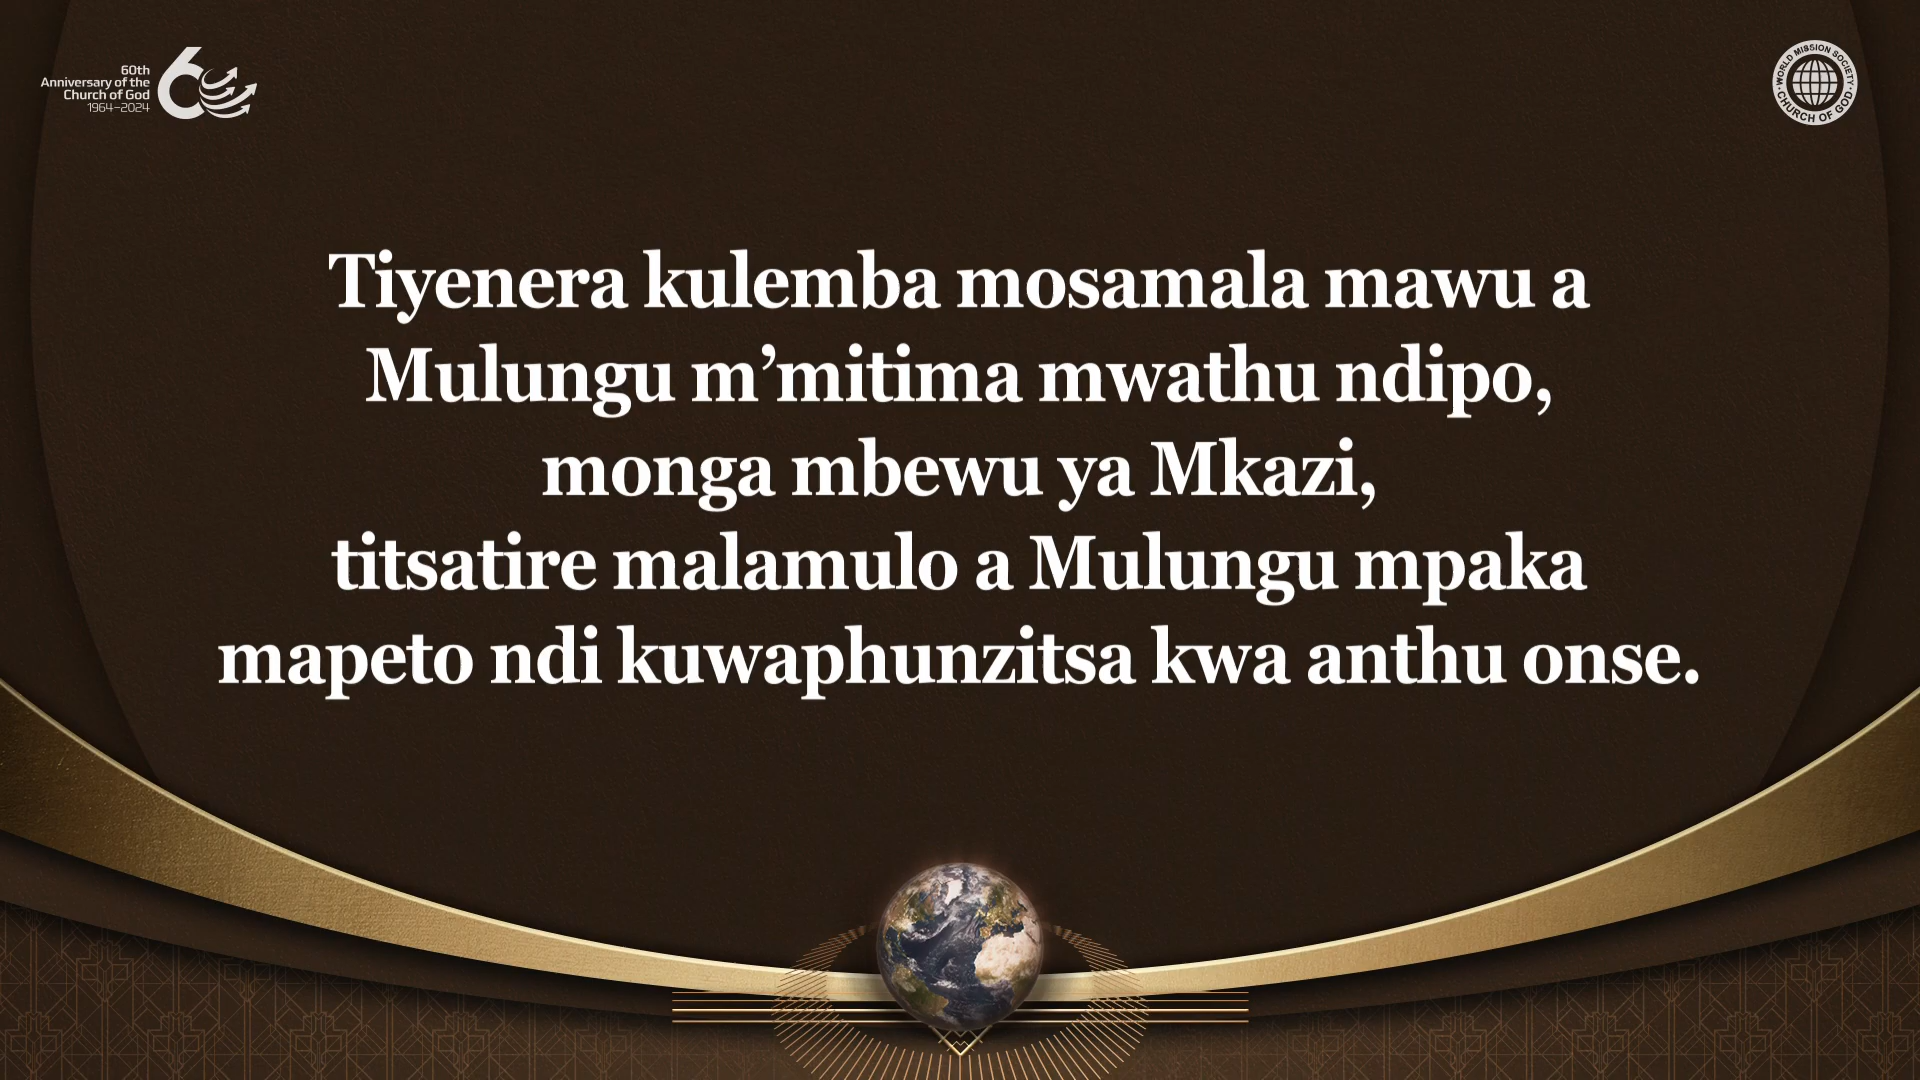 60th
Anniversary of the
Church of God
1964–2024
60
WORLD MISSION SOCIETY
CHURCH OF GOD
Tiyenera kulemba mosamala mawu a
Mulungu m’mitima mwathu ndipo,
monga mbewu ya Mkazi,
titsatire malamulo a Mulungu mpaka
mapeto ndi kuwaphunzitsa kwa anthu onse.